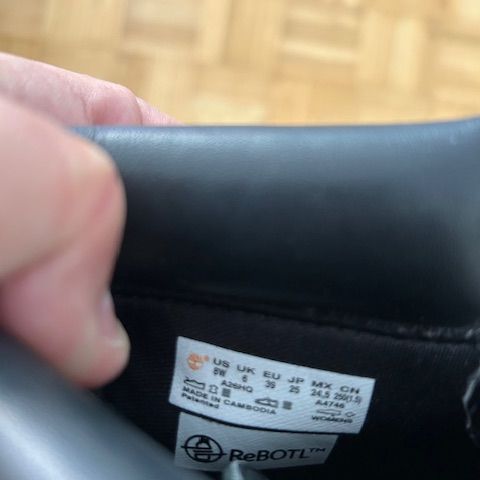 US UK EU JP MX CN
8W 6 39 25 24,5 250(1.5)
A26HQ A4746
MADE IN CAMBODIA WOMENS
Patented
ReBOTL™